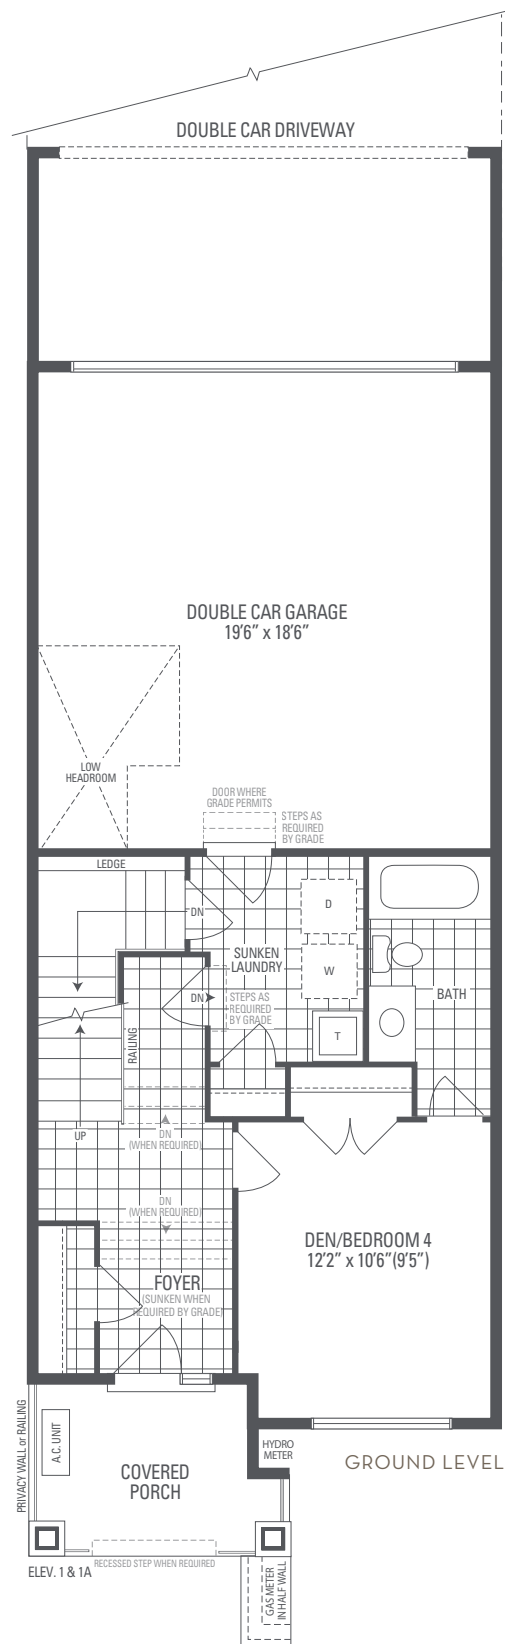 DOUBLE CAR DRIVEWAY
DOUBLE CAR GARAGE
19'6" x 18'6"
LOW
HEADROOM
DOOR WHERE
GRADE PERMITS
STEPS AS
REQUIRED
BY GRADE
LEDGE
DN
D
SUNKEN
LAUNDRY
W
BATH
DN
STEPS AS
REQUIRED
BY GRADE
RAILING
T
UP
DN
(WHEN REQUIRED)
DN
(WHEN REQUIRED)
DEN/BEDROOM 4
12'2" x 10'6"(9'5")
FOYER
(SUNKEN WHEN
REQUIRED BY GRADE)
PRIVACY WALL or RAILING
A.C. UNIT
HYDRO
METER
GROUND LEVEL
COVERED
PORCH
RECESSED STEP WHEN REQUIRED
ELEV. 1 & 1A
GAS METER
IN HALF WALL